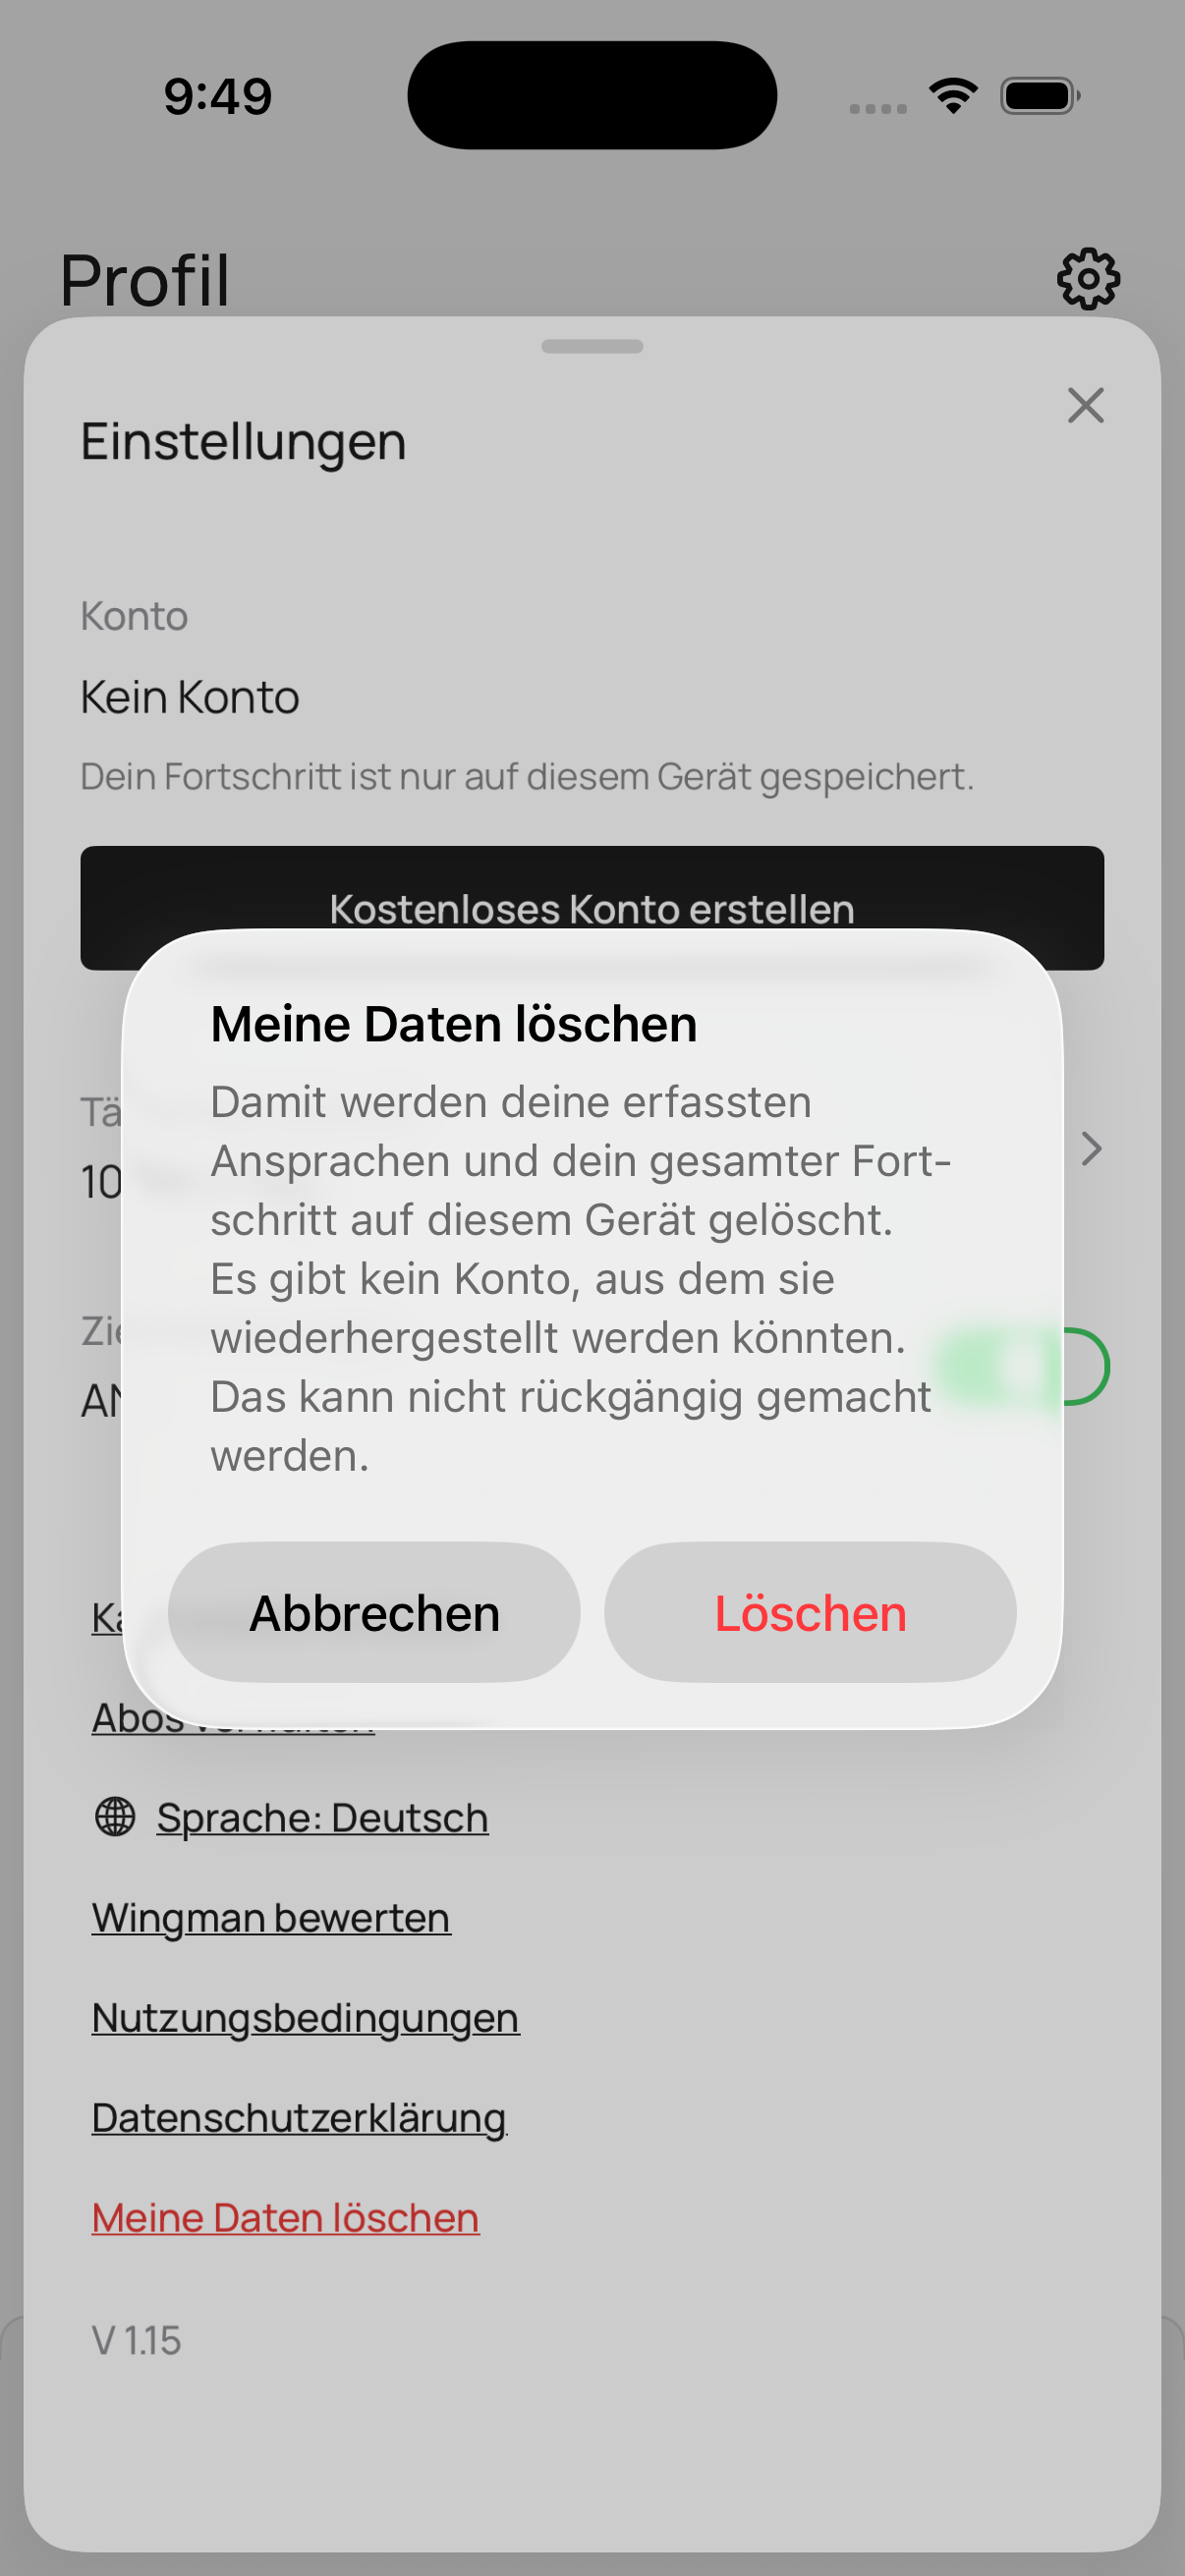 9:49
Profil
Einstellungen
Konto
Kein Konto
Dein Fortschritt ist nur auf diesem Gerät gespeichert.
Kostenloses Konto erstellen
Meine Daten löschen
Damit werden deine erfassten
Ansprachen und dein gesamter Fort-
schritt auf diesem Gerät gelöscht.
Es gibt kein Konto, aus dem sie
wiederhergestellt werden könnten.
Das kann nicht rückgängig gemacht
werden.
10
Abbrechen
Löschen
Abos verwalten
Sprache: Deutsch
Wingman bewerten
Nutzungsbedingungen
Datenschutzerklärung
Meine Daten löschen
V 1.15